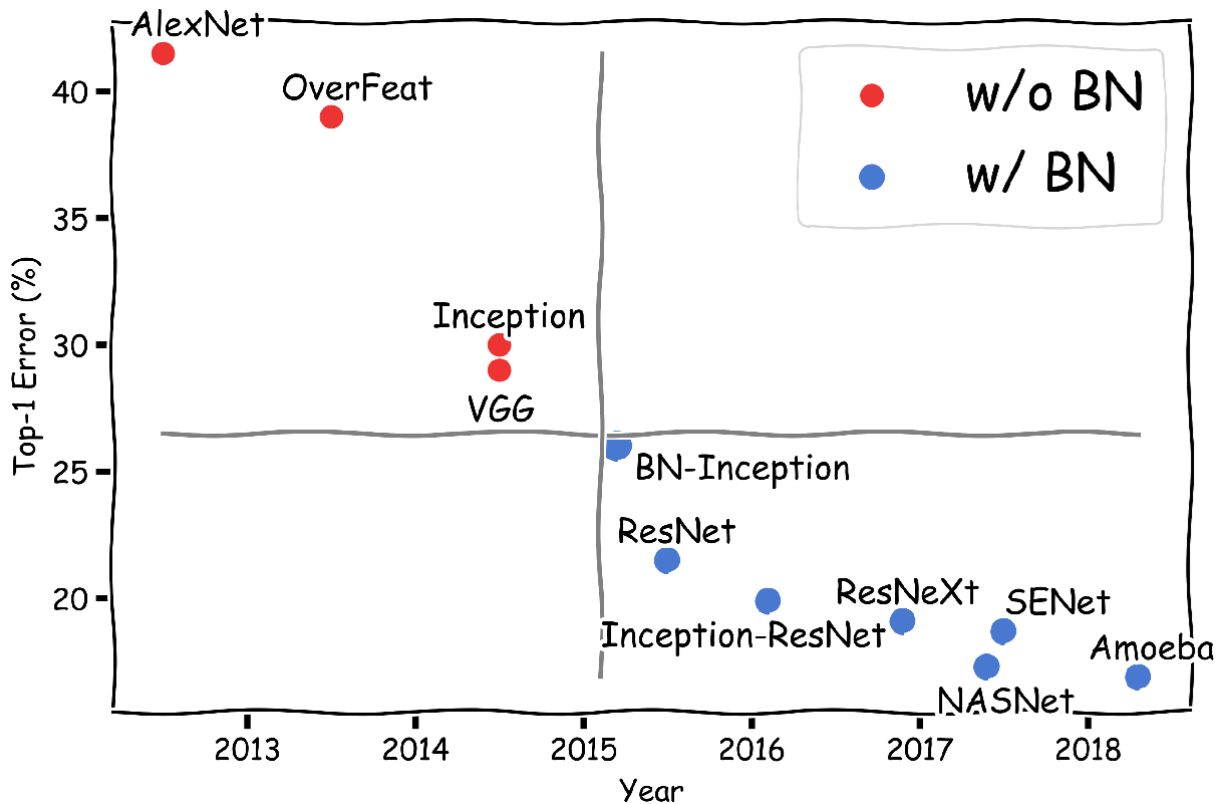 AlexNet
OverFeat
w/o BN
w/ BN
40
35
Inception
30
VGG
Top-1 Error (%)
25
BN-Inception
ResNet
20
ResNeXt
SENet
Inception-ResNet
Amoeba
NASNet
2013
2014
2015
2016
2017
2018
Year